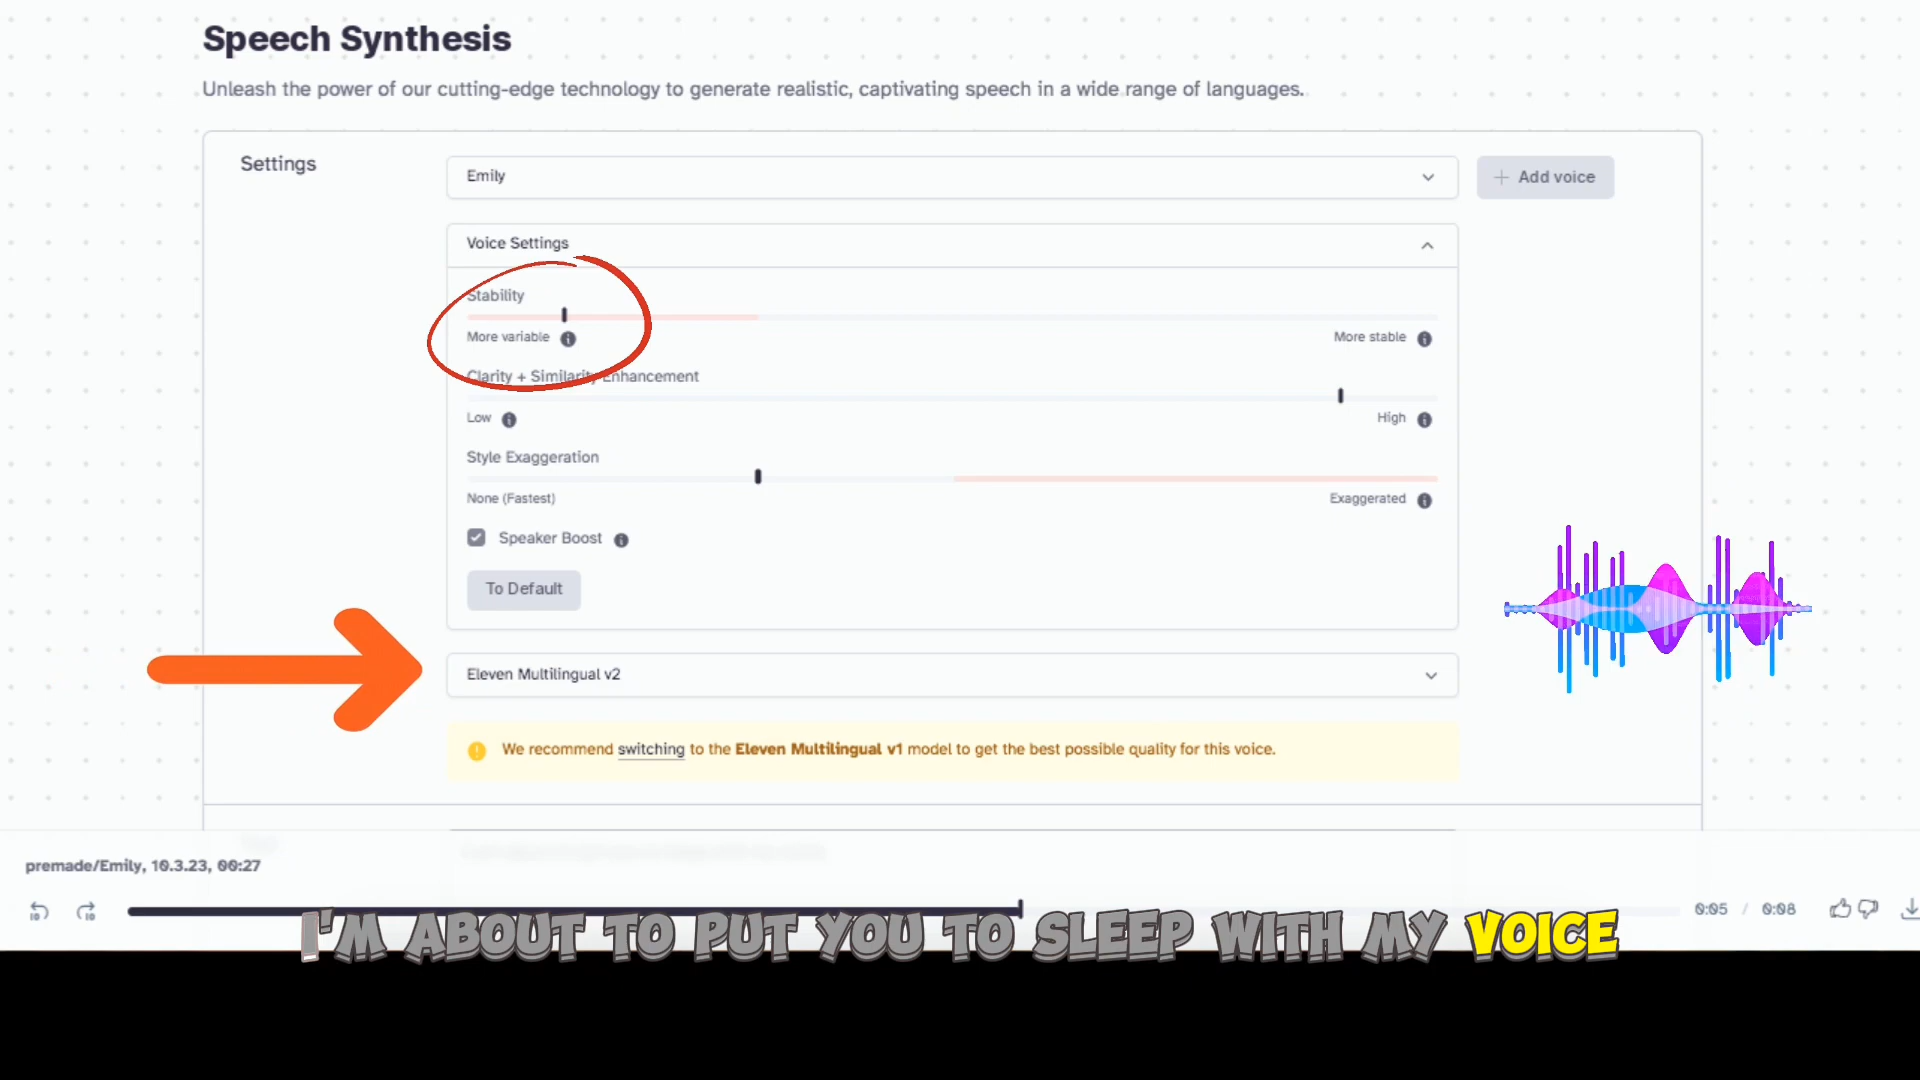 Speech Synthesis
Unleash the power of our cutting-edge technology to generate realistic, captivating speech in a wide range of languages.
Settings
Emily
Add voice
Voice Settings
Stability
More variable
More stable
Clarity + Similarity Enhancement
Low
High
Style Exaggeration
None (Fastest)
Exaggerated
Speaker Boost
To Default
Eleven Multilingual v2
We recommend switching to the Eleven Multilingual v1 model to get the best possible quality for this voice.
premade/Emily, 10.3.23, 00:27
10
10
0:05 / 0:08
I'M ABOUT TO PUT YOU TO SLEEP WITH MY VOICE